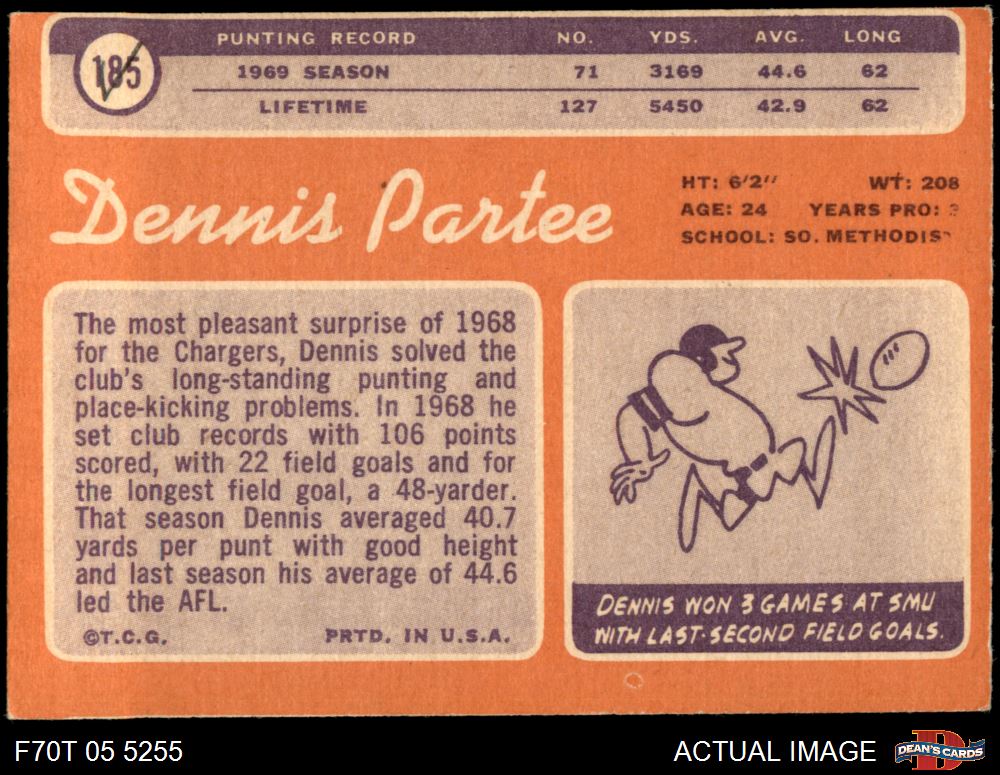 185
PUNTING RECORD NO. YDS. AVG. LONG
1969 SEASON 71 3169 44.6 62
LIFETIME 127 5450 42.9 62
Dennis Partee
HT: 6'2" WT: 208
AGE: 24 YEARS PRO:
SCHOOL: SO. METHODIS
The most pleasant surprise of 1968
for the Chargers, Dennis solved the
club's long-standing punting and
place-kicking problems. In 1968 he
set club records with 106 points
scored, with 22 field goals and for
the longest field goal, a 48-yarder.
That season Dennis averaged 40.7
yards per punt with good height
and last season his average of 44.6
led the AFL.
©T.C.G. PRTD. IN U.S.A.
DENNIS WON 3 GAMES AT SMU
WITH LAST-SECOND FIELD GOALS.
F70T 05 5255
ACTUAL IMAGE
DEAN'S CARDS